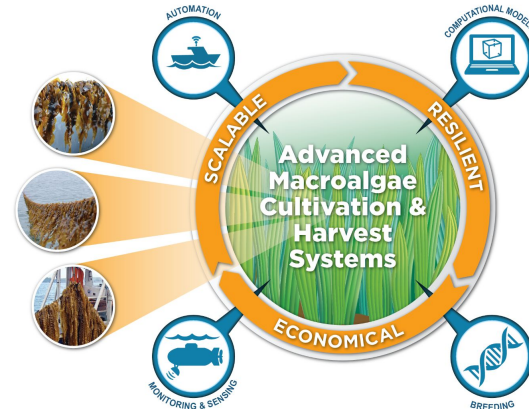 AUTOMATION
COMPUTATIONAL MODEL
SCALABLE
RESILIENT
Advanced
Macroalgae
Cultivation &
Harvest
Systems
ECONOMICAL
MONITORING & SENSING
BREEDING